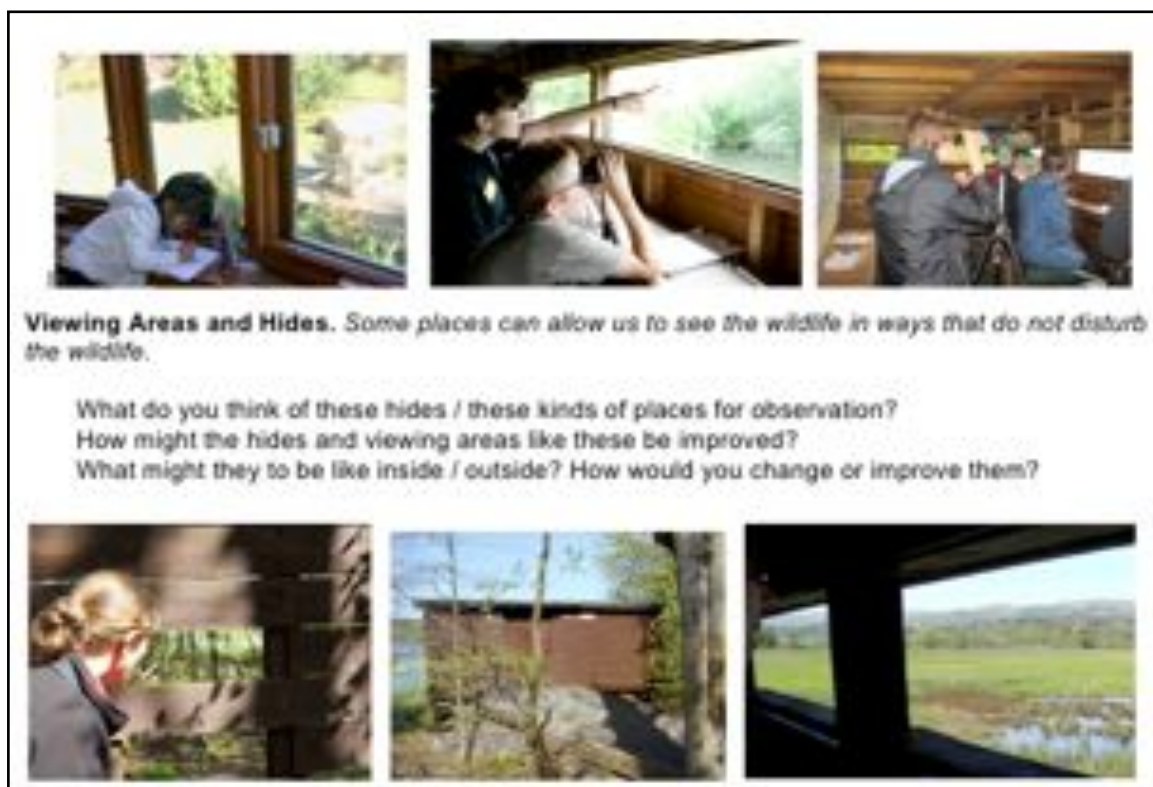 Viewing Areas and Hides. Some places can allow us to see the wildlife in ways that do not disturb
the wildlife.
What do you think of these hides / these kinds of places for observation?
How might the hides and viewing areas like these be improved?
What might they to be like inside / outside? How would you change or improve them?